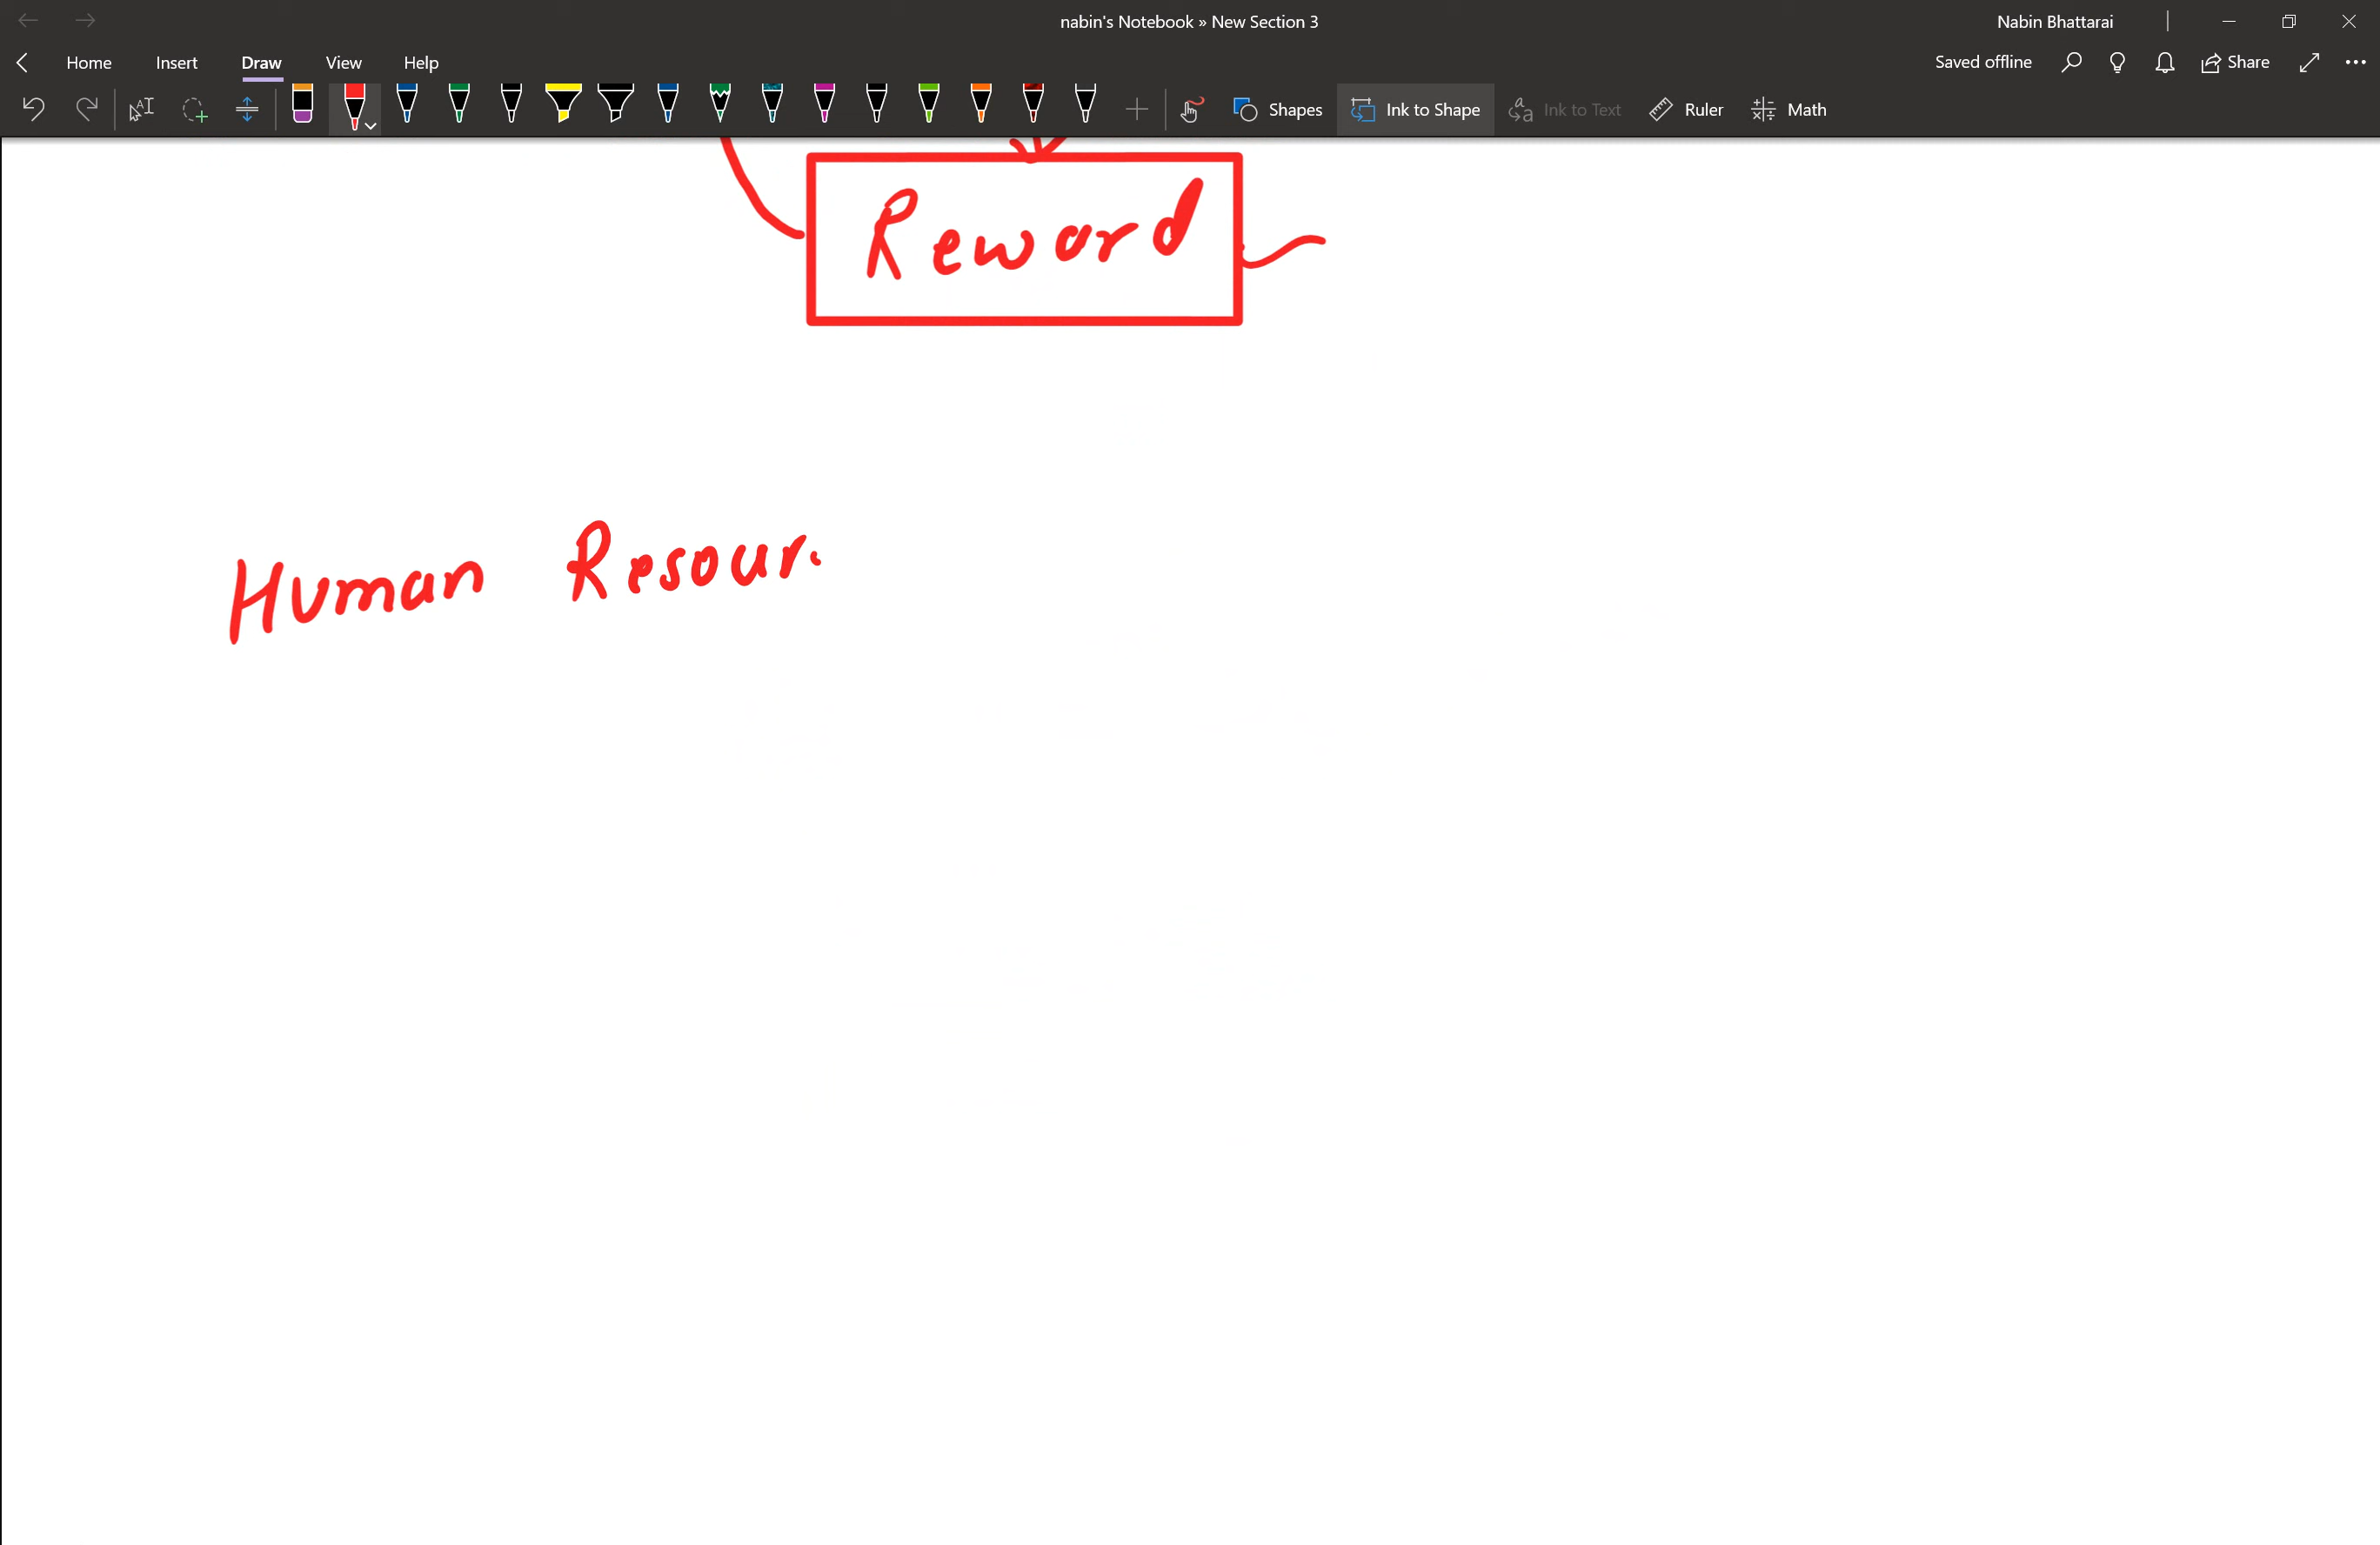 nabin's Notebook » New Section 3
Nabin Bhattarai
Home Insert Draw View Help
Saved offline
Share
Shapes
Ink to Shape
Ink to Text
Ruler
Math
Reward
Human Resour